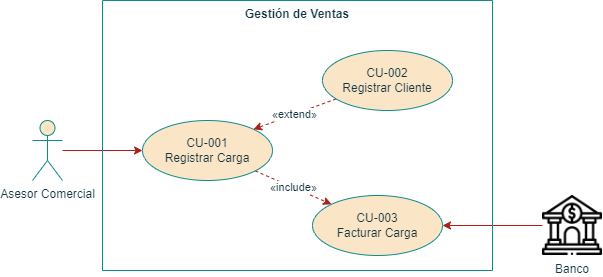 Gestión de Ventas
CU-002
Registrar Cliente
«extend»
CU-001
Registrar Carga
Asesor Comercial
«include»
CU-003
Facturar Carga
Banco